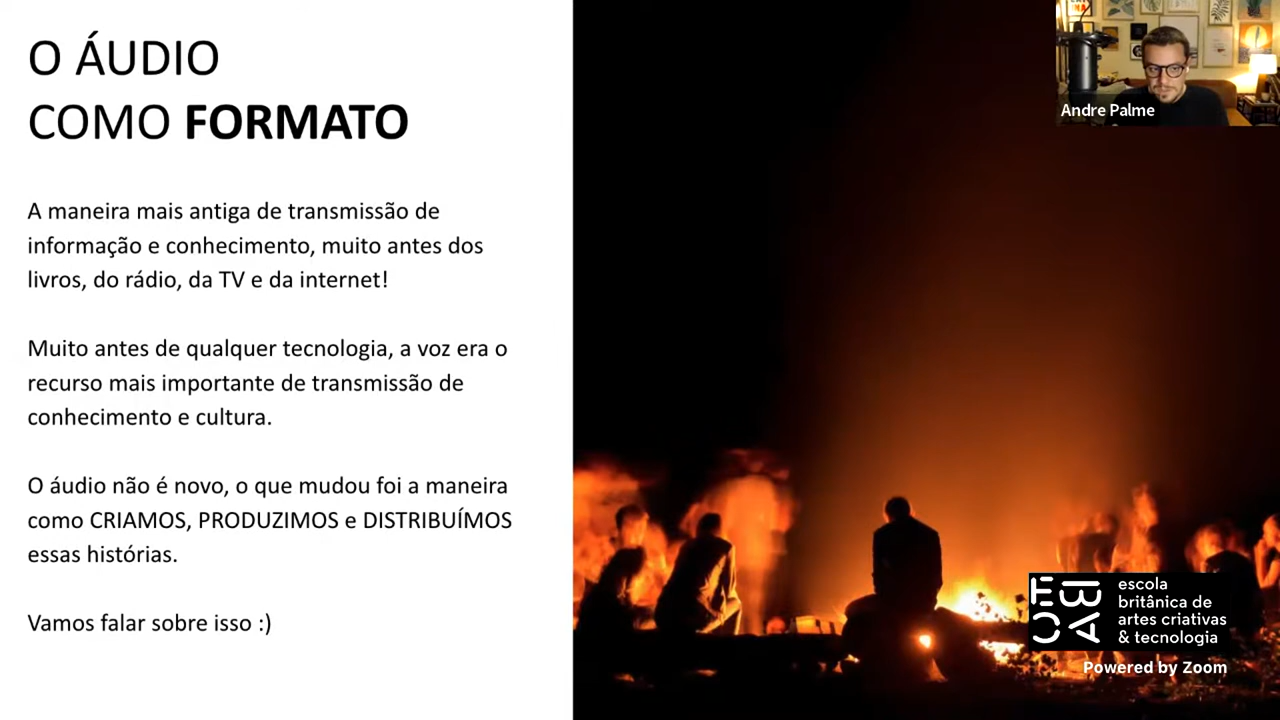 O ÁUDIO
COMO FORMATO
A maneira mais antiga de transmissão de
informação e conhecimento, muito antes dos
livros, do rádio, da TV e da internet!
Muito antes de qualquer tecnologia, a voz era o
recurso mais importante de transmissão de
conhecimento e cultura.
O áudio não é novo, o que mudou foi a maneira
como CRIAMOS, PRODUZIMOS e DISTRIBUÍMOS
essas histórias.
Vamos falar sobre isso :)
Andre Palme
escola
britânica de
artes criativas
& tecnologia
Powered by Zoom